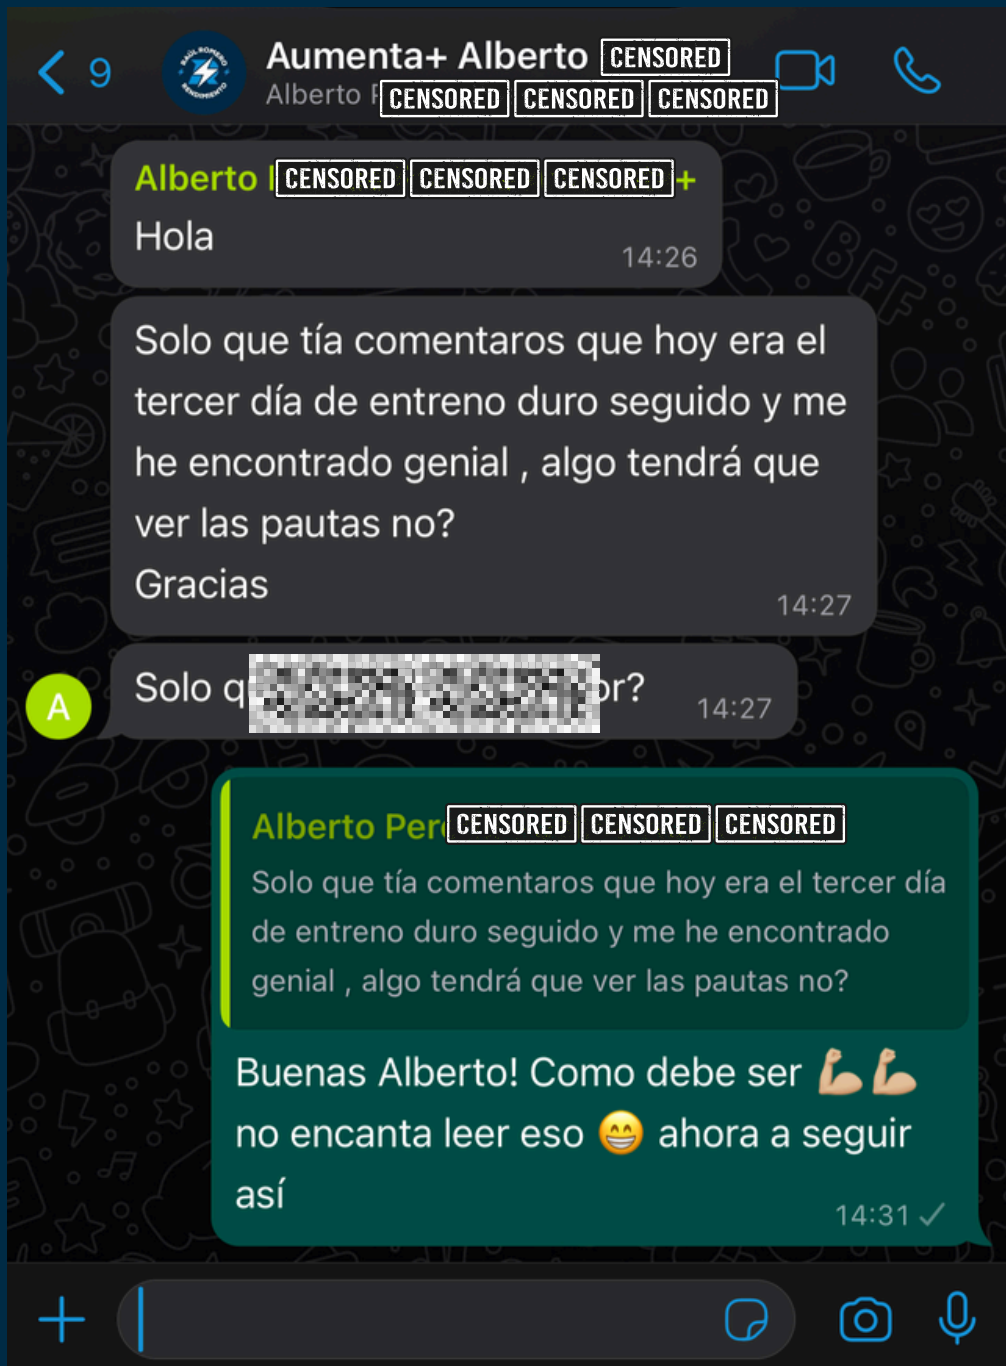 9
RAÚL ROMERO
RENDIMIENTO
Aumenta+ Alberto CENSORED
Alberto CENSORED CENSORED CENSORED
Alberto CENSORED CENSORED CENSORED +
Hola
14:26
Solo que tía comentaros que hoy era el
tercer día de entreno duro seguido y me
he encontrado genial , algo tendrá que
ver las pautas no?
Gracias
14:27
A
Solo
14:27
Alberto CENSORED CENSORED CENSORED
Solo que tía comentaros que hoy era el tercer día
de entreno duro seguido y me he encontrado
genial , algo tendrá que ver las pautas no?
Buenas Alberto! Como debe ser 💪🏼💪🏼
no encanta leer eso 😁 ahora a seguir
así
14:31